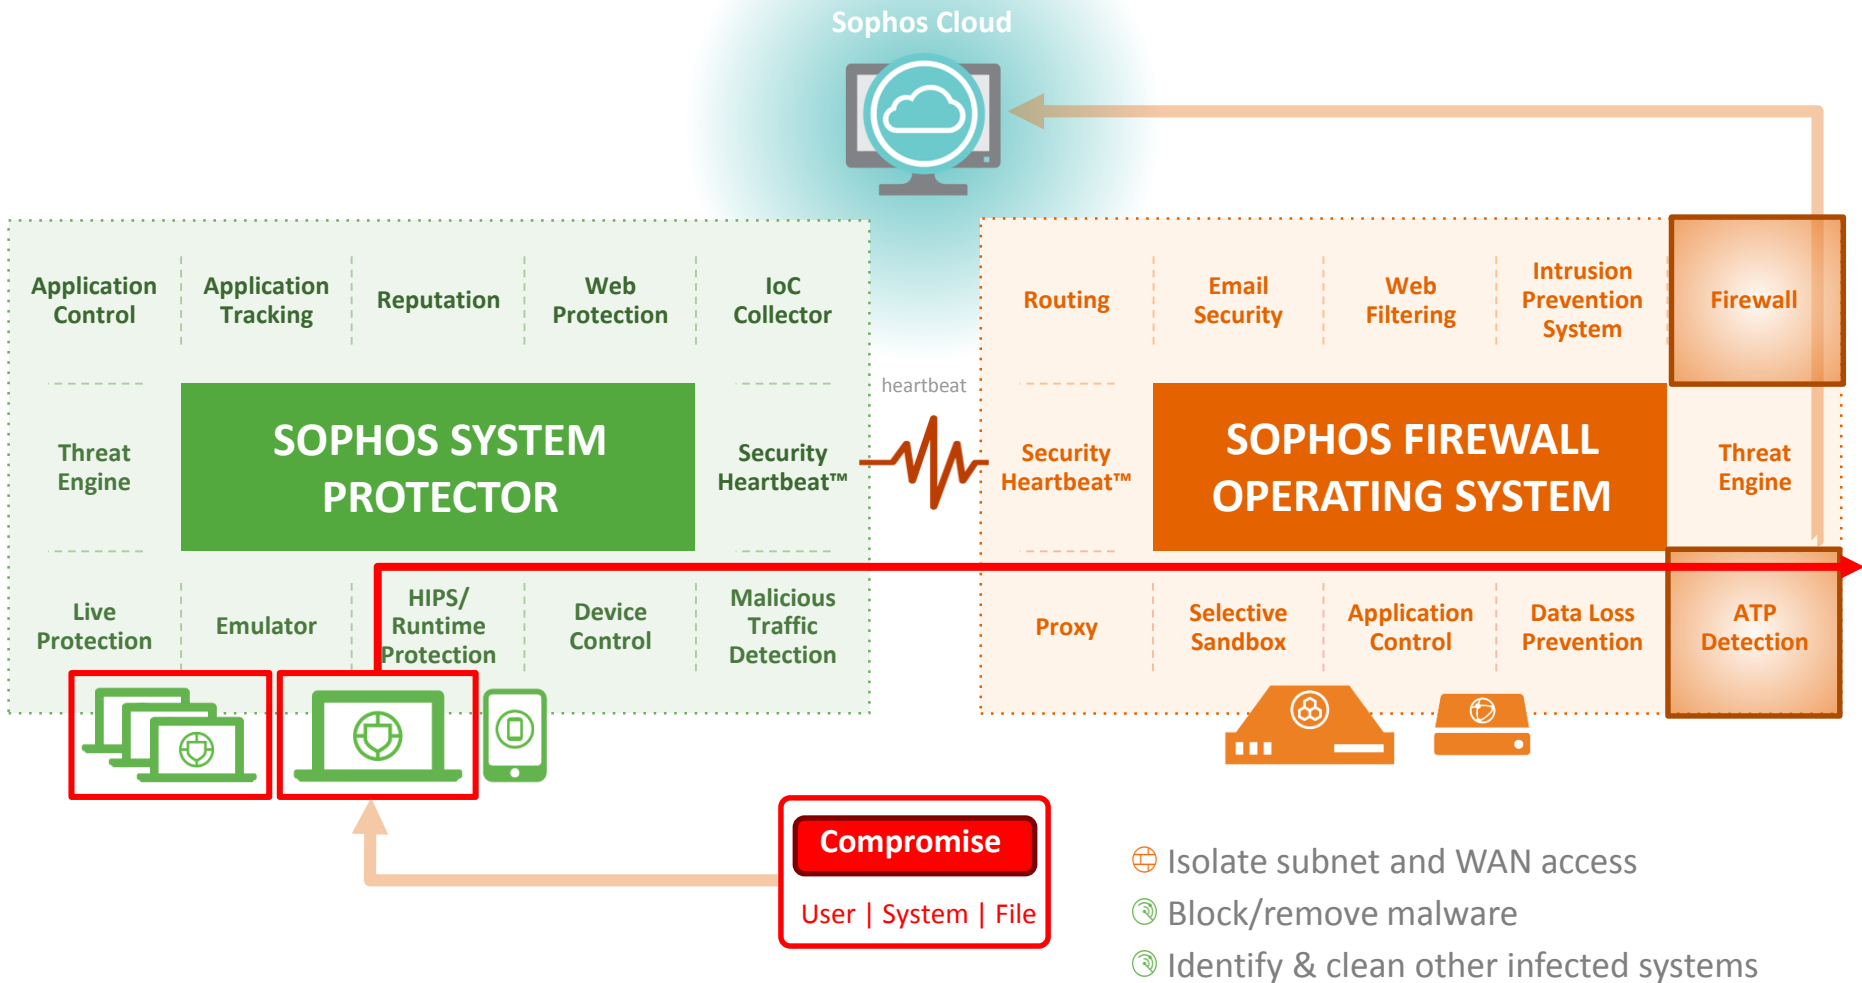 Sophos Cloud
Application
Control
Application
Tracking
Reputation
Web
Protection
IoC
Collector
Threat
Engine
SOPHOS SYSTEM
PROTECTOR
Security
Heartbeat™
Live
Protection
Emulator
HIPS/
Runtime
Protection
Device
Control
Malicious
Traffic
Detection
heartbeat
Routing
Email
Security
Web
Filtering
Intrusion
Prevention
System
Firewall
Security
Heartbeat™
SOPHOS FIREWALL
OPERATING SYSTEM
Threat
Engine
Proxy
Selective
Sandbox
Application
Control
Data Loss
Prevention
ATP
Detection
Compromise
User | System | File
Isolate subnet and WAN access
Block/remove malware
Identify & clean other infected systems